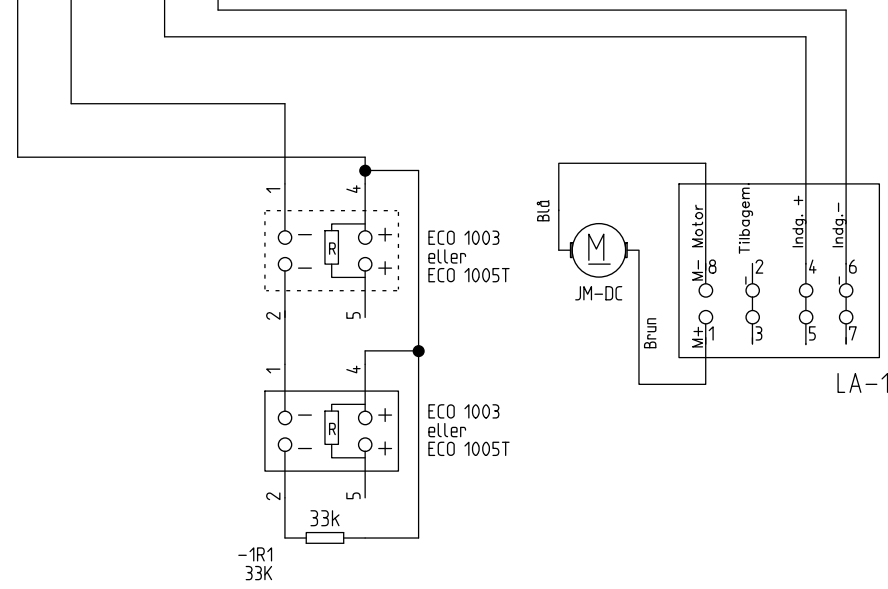 1
4
−
+
R
−
+
ECO 1003
eller
ECO 1005T
2
5
1
4
−
+
R
−
+
ECO 1003
eller
ECO 1005T
2
5
33k
-1R1
33K
Blå
M
JM-DC
Brun
M- Motor
Tilbagem.
Indg. +
Indg.-
8
2
4
6
M+
1
3
5
7
LA-1